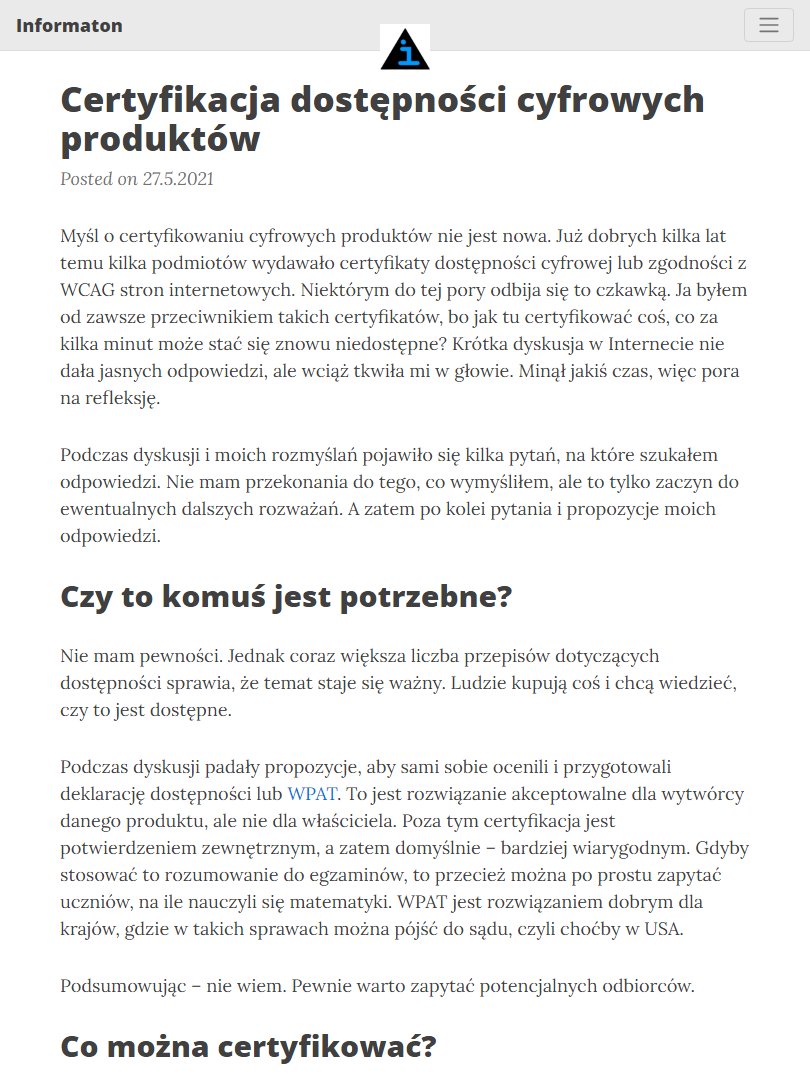 Informaton
i
Certyfikacja dostępności cyfrowych
produktów
Posted on 27.5.2021
Myśl o certyfikowaniu cyfrowych produktów nie jest nowa. Już dobrych kilka lat
temu kilka podmiotów wydawało certyfikaty dostępności cyfrowej lub zgodności z
WCAG stron internetowych. Niektórym do tej pory odbija się to czkawką. Ja byłem
od zawsze przeciwnikiem takich certyfikatów, bo jak tu certyfikować coś, co za
kilka minut może stać się znowu niedostępne? Krótka dyskusja w Internecie nie
dała jasnych odpowiedzi, ale wciąż tkwiła mi w głowie. Minął jakiś czas, więc pora
na refleksję.
Podczas dyskusji i moich rozmyślań pojawiło się kilka pytań, na które szukałem
odpowiedzi. Nie mam przekonania do tego, co wymyśliłem, ale to tylko zaczyn do
ewentualnych dalszych rozważań. A zatem po kolei pytania i propozycje moich
odpowiedzi.
Czy to komuś jest potrzebne?
Nie mam pewności. Jednak coraz większa liczba przepisów dotyczących
dostępności sprawia, że temat staje się ważny. Ludzie kupują coś i chcą wiedzieć,
czy to jest dostępne.
Podczas dyskusji padały propozycje, aby sami sobie ocenili i przygotowali
deklarację dostępności lub WPAT. To jest rozwiązanie akceptowalne dla wytwórcy
danego produktu, ale nie dla właściciela. Poza tym certyfikacja jest
potwierdzeniem zewnętrznym, a zatem domyślnie – bardziej wiarygodnym. Gdyby
stosować to rozumowanie do egzaminów, to przecież można po prostu zapytać
uczniów, na ile nauczyli się matematyki. WPAT jest rozwiązaniem dobrym dla
krajów, gdzie w takich sprawach można pójść do sądu, czyli choćby w USA.
Podsumowując – nie wiem. Pewnie warto zapytać potencjalnych odbiorców.
Co można certyfikować?